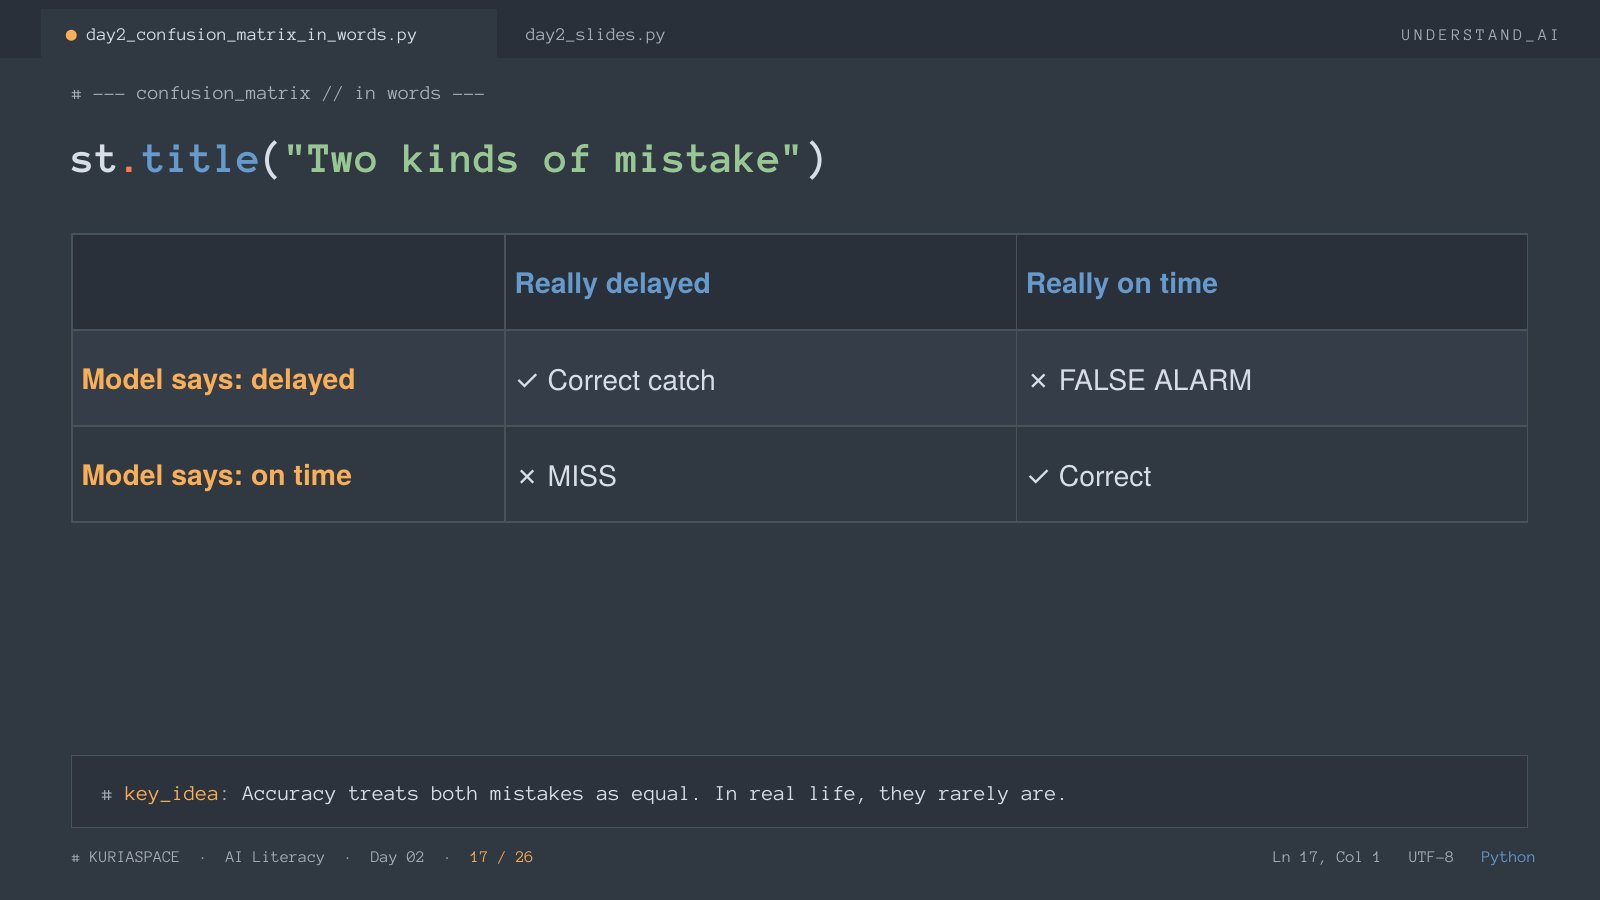 day2_confusion_matrix_in_words.py day2_slides.py UNDERSTAND_AI
# --- confusion_matrix // in words ---
st.title("Two kinds of mistake")
Really delayed Really on time
Model says: delayed ✓ Correct catch ✕ FALSE ALARM
Model says: on time ✕ MISS ✓ Correct
# key_idea: Accuracy treats both mistakes as equal. In real life, they rarely are.
# KURIASPACE · AI Literacy · Day 02 · 17 / 26 Ln 17, Col 1 UTF-8 Python